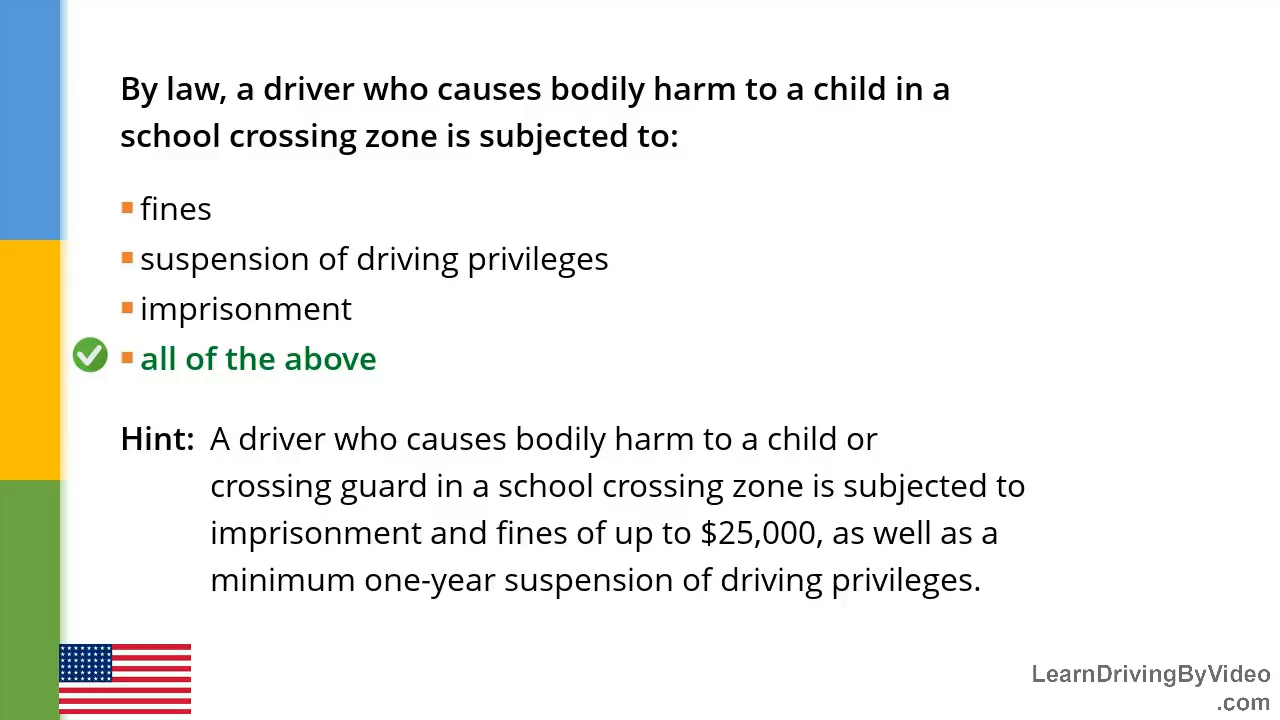 By law, a driver who causes bodily harm to a child in a
school crossing zone is subjected to:
fines
suspension of driving privileges
imprisonment
all of the above
Hint: A driver who causes bodily harm to a child or
crossing guard in a school crossing zone is subjected to
imprisonment and fines of up to $25,000, as well as a
minimum one-year suspension of driving privileges.
LearnDrivingByVideo
.com